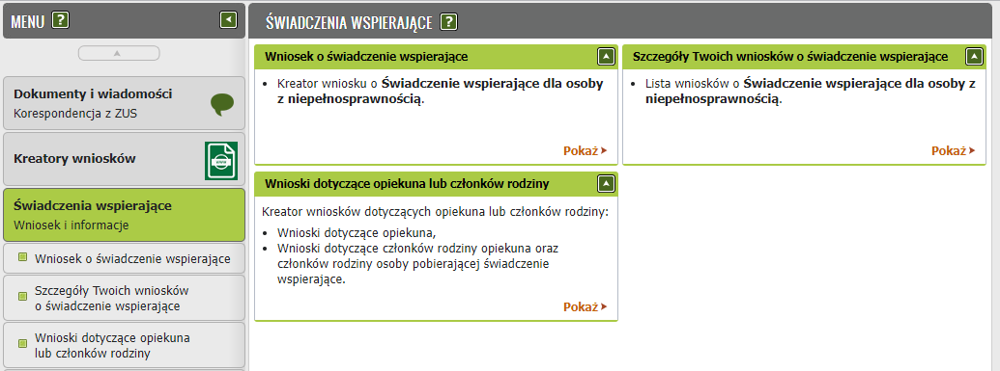 MENU ?
Dokumenty i wiadomości
Korespondencja z ZUS
Kreatory wniosków
Świadczenia wspierające
Wniosek i informacje
Wniosek o świadczenie wspierające
Szczegóły Twoich wniosków
o świadczenie wspierające
Wnioski dotyczące opiekuna
lub członków rodziny
ŚWIADCZENIA WSPIERAJĄCE ?
Wniosek o świadczenie wspierające
• Kreator wniosku o Świadczenie wspierające dla osoby
z niepełnosprawnością.
Pokaż
Szczegóły Twoich wniosków o świadczenie wspierające
• Lista wniosków o Świadczenie wspierające dla osoby z
niepełnosprawnością.
Pokaż
Wnioski dotyczące opiekuna lub członków rodziny
Kreator wniosków dotyczących opiekuna lub członków rodziny:
• Wnioski dotyczące opiekuna,
• Wnioski dotyczące członków rodziny opiekuna oraz
członków rodziny osoby pobierającej świadczenie
wspierające.
Pokaż